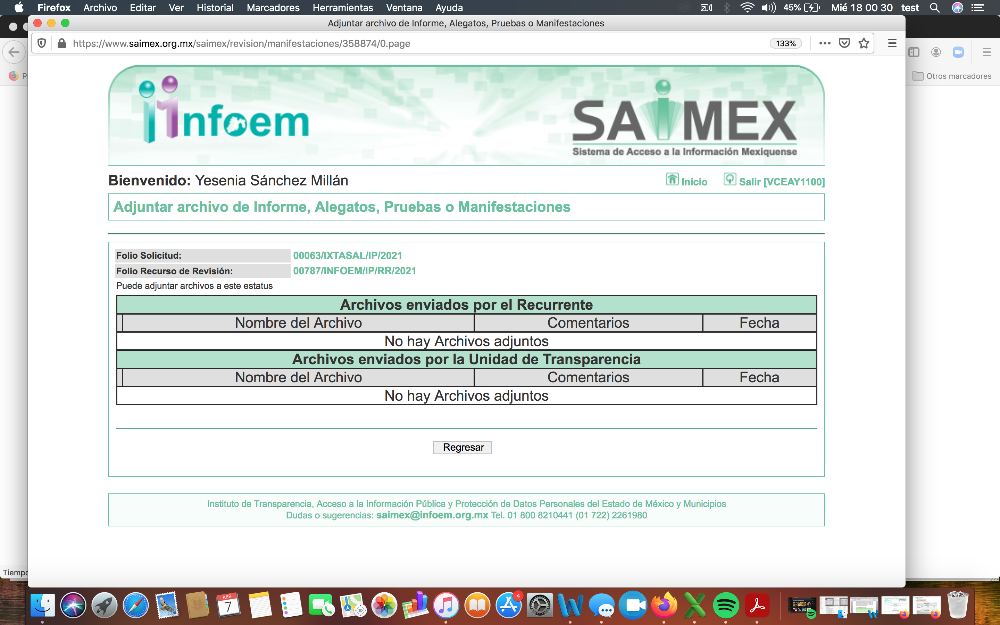 Firefox Archivo Editar Ver Historial Marcadores Herramientas Ventana Ayuda 45% Mié 18 00 30 test
Adjuntar archivo de Informe, Alegatos, Pruebas o Manifestaciones
https://www.saimex.org.mx/saimex/revision/manifestaciones/358874/0.page 133%
P Otros marcadores
infoem
SAIMEX
Sistema de Acceso a la Información Mexiquense
Bienvenido: Yesenia Sánchez Millán Inicio Salir [VCEAY1100]
Adjuntar archivo de Informe, Alegatos, Pruebas o Manifestaciones
Folio Solicitud: 00063/IXTASAL/IP/2021
Folio Recurso de Revisión: 00787/INFOEM/IP/RR/2021
Puede adjuntar archivos a este estatus
Archivos enviados por el Recurrente
Nombre del Archivo Comentarios Fecha
No hay Archivos adjuntos
Archivos enviados por la Unidad de Transparencia
Nombre del Archivo Comentarios Fecha
No hay Archivos adjuntos
Regresar
Instituto de Transparencia, Acceso a la Información Pública y Protección de Datos Personales del Estado de México y Municipios
Dudas o sugerencias: saimex@infoem.org.mx Tel. 01 800 8210441 (01 722) 2261980
Tiempo
ABR
7
3D
4